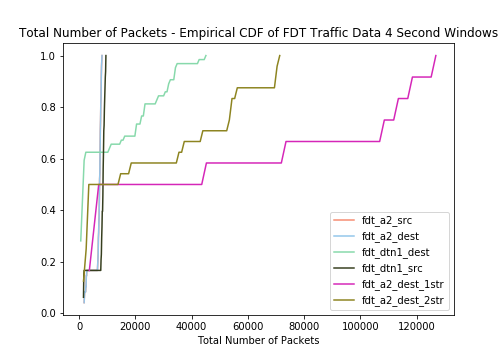 Total Number of Packets - Empirical CDF of FDT Traffic Data 4 Second Windows
1.0
0.8
0.6
0.4
0.2
0.0
fdt_a2_src
fdt_a2_dest
fdt_dtn1_dest
fdt_dtn1_src
fdt_a2_dest_1str
fdt_a2_dest_2str
0 20000 40000 60000 80000 100000 120000
Total Number of Packets